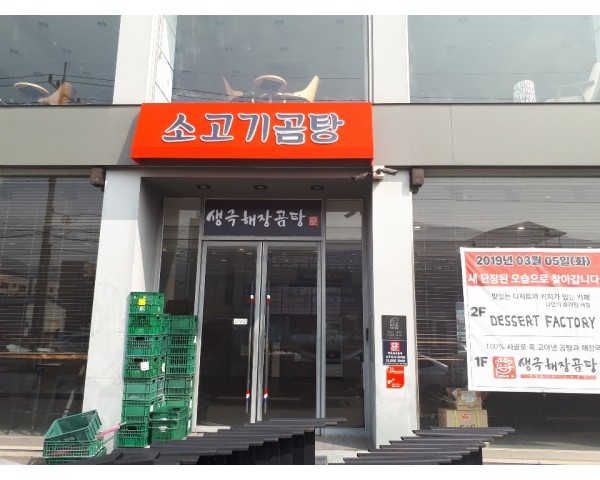 소고기곰탕
생극해장곰탕
2019년 03월 05일(화)
새 단장된 모습으로 찾아갑니다
맛있는 디저트와 커피가 있는 카페
2F DESSERT FACTORY
100% 사골로 푹 고아낸 곰탕과 해장국
1F 생극해장곰탕